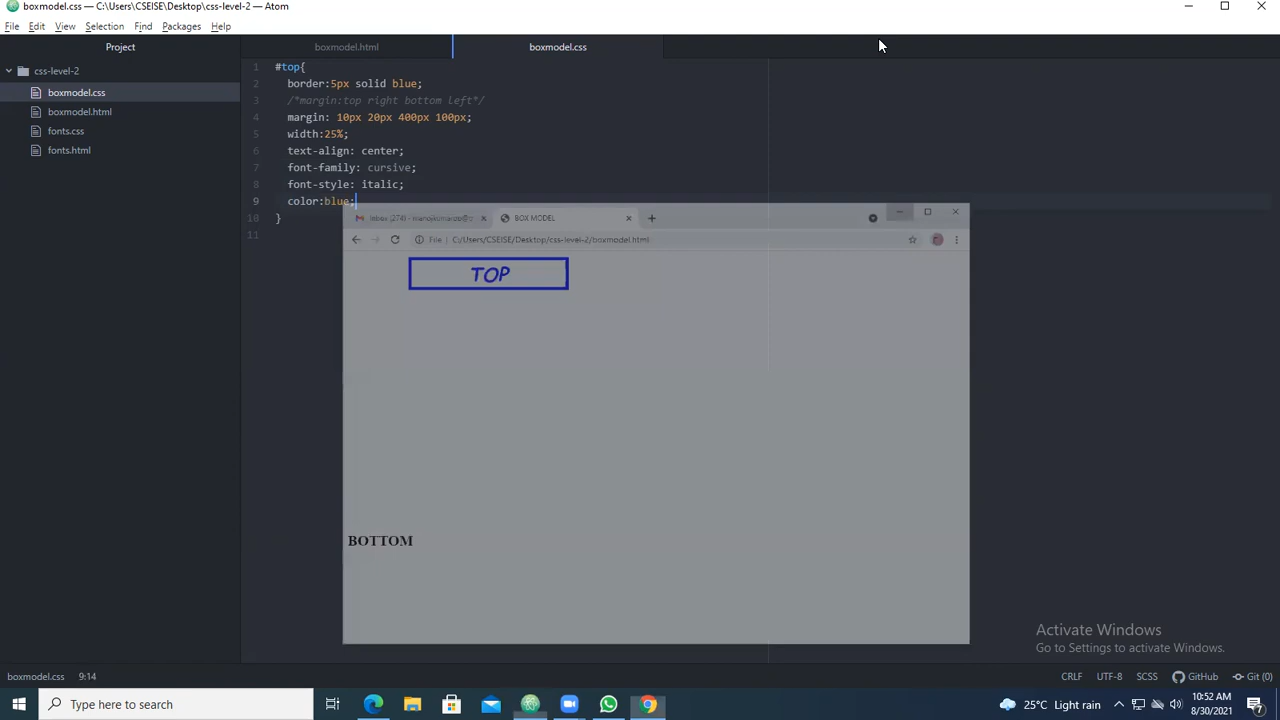 boxmodel.css — C:\Users\CSEISE\Desktop\css-level-2 — Atom
File Edit View Selection Find Packages Help
Project
boxmodel.html
boxmodel.css
css-level-2
boxmodel.css
boxmodel.html
fonts.css
fonts.html
1 #top{
2 border:5px solid blue;
3 /*margin:top right bottom left*/
4 margin: 10px 20px 400px 100px;
5 width:25%;
6 text-align: center;
7 font-family: cursive;
8 font-style: italic;
9 color:blue;
10 }
11
Inbox (274) - BOX MODEL
File C:/Users/CSEISE/Desktop/css-level-2/boxmodel.html
TOP
BOTTOM
Activate Windows
Go to Settings to activate Windows.
boxmodel.css 9:14
CRLF UTF-8 SCSS GitHub Git (0)
Type here to search
25°C Light rain
10:52 AM
8/30/2021
7